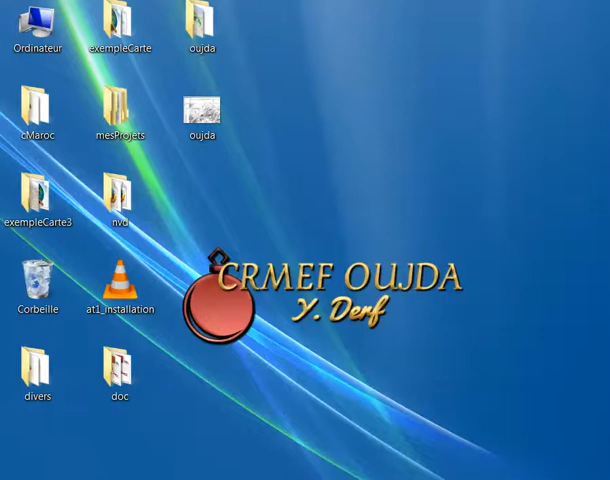 Ordinateur
exempleCarte
oujda
cMaroc
mesProjets
oujda
exempleCarte3
nvd
Corbeille
at1_installation
divers
doc
CRMEF OUJDA
Y. Derf